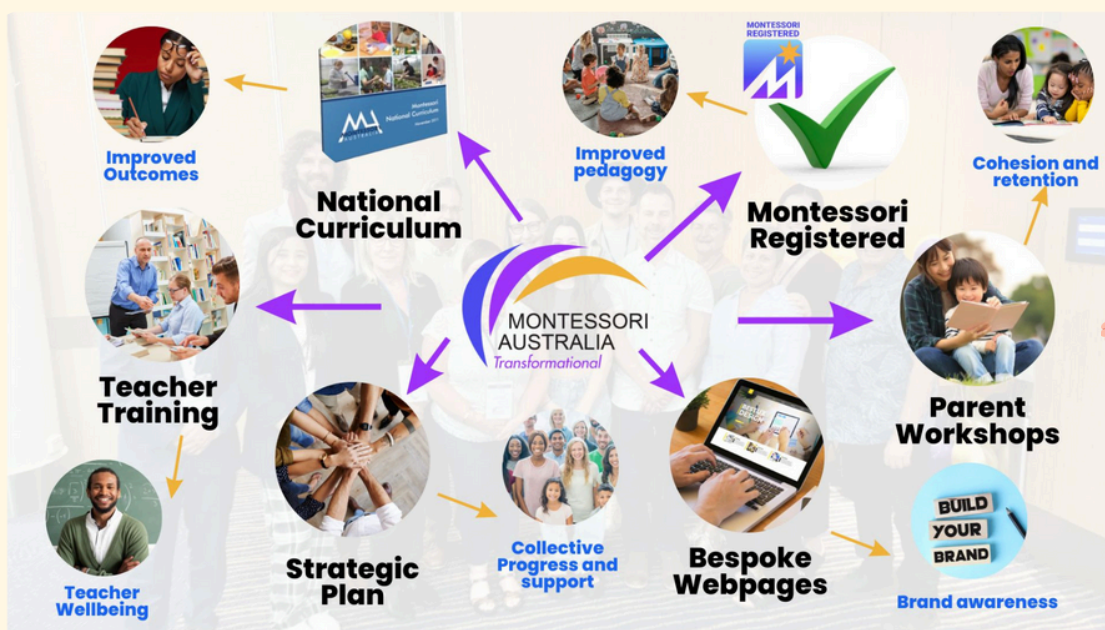 MONTESSORI
REGISTERED
MA
AUSTRALIA
Montessori
National Curriculum
Improved
Outcomes
National
Curriculum
Improved
pedagogy
Montessori
Registered
Cohesion and
retention
MONTESSORI
AUSTRALIA
Transformational
Teacher
Training
Parent
Workshops
Teacher
Wellbeing
Strategic
Plan
Collective
Progress and
support
Bespoke
Webpages
BUILD
YOUR
BRAND
Brand awareness